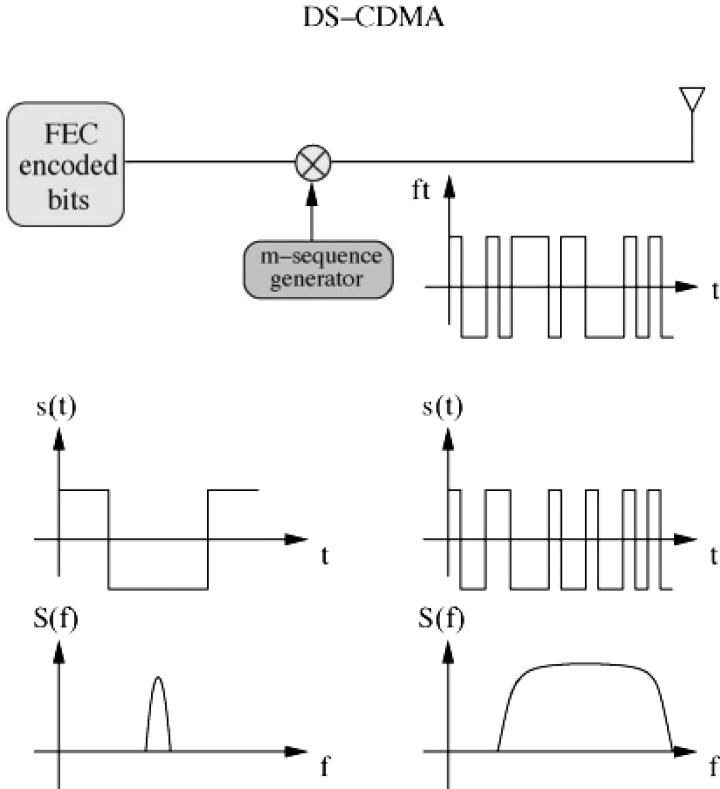 DS–CDMA
FEC
encoded
bits
m–sequence
generator
ft
t
s(t)
t
s(t)
t
S(f)
f
S(f)
f